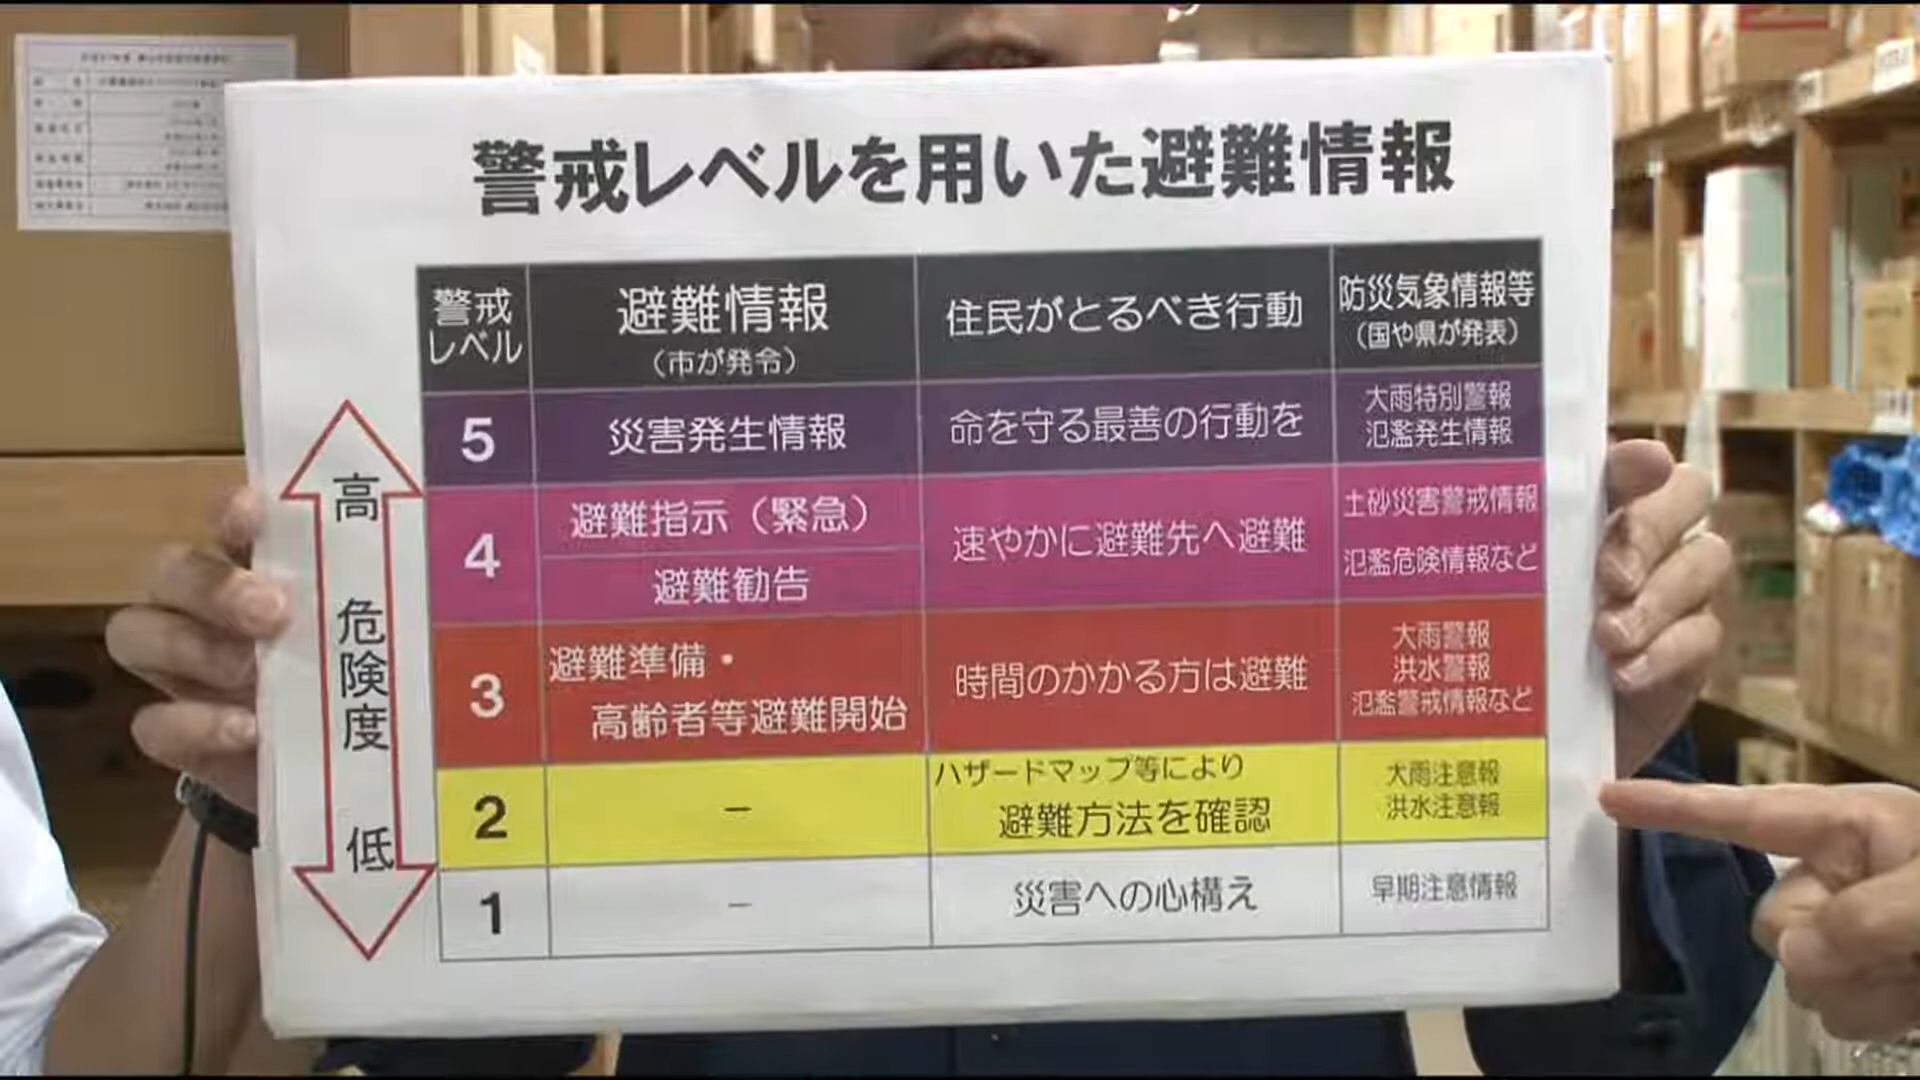 警戒レベルを用いた避難情報
警戒
レベル
避難情報
（市が発令）
住民がとるべき行動
防災気象情報等
（国や県が発表）
5
災害発生情報
命を守る最善の行動を
大雨特別警報
氾濫発生情報
4
避難指示（緊急）
避難勧告
速やかに避難先へ避難
土砂災害警戒情報
氾濫危険情報など
3
避難準備・
高齢者等避難開始
時間のかかる方は避難
大雨警報
洪水警報
氾濫警戒情報など
2
－
ハザードマップ等により
避難方法を確認
大雨注意報
洪水注意報
1
－
災害への心構え
早期注意情報
高
危険度
低